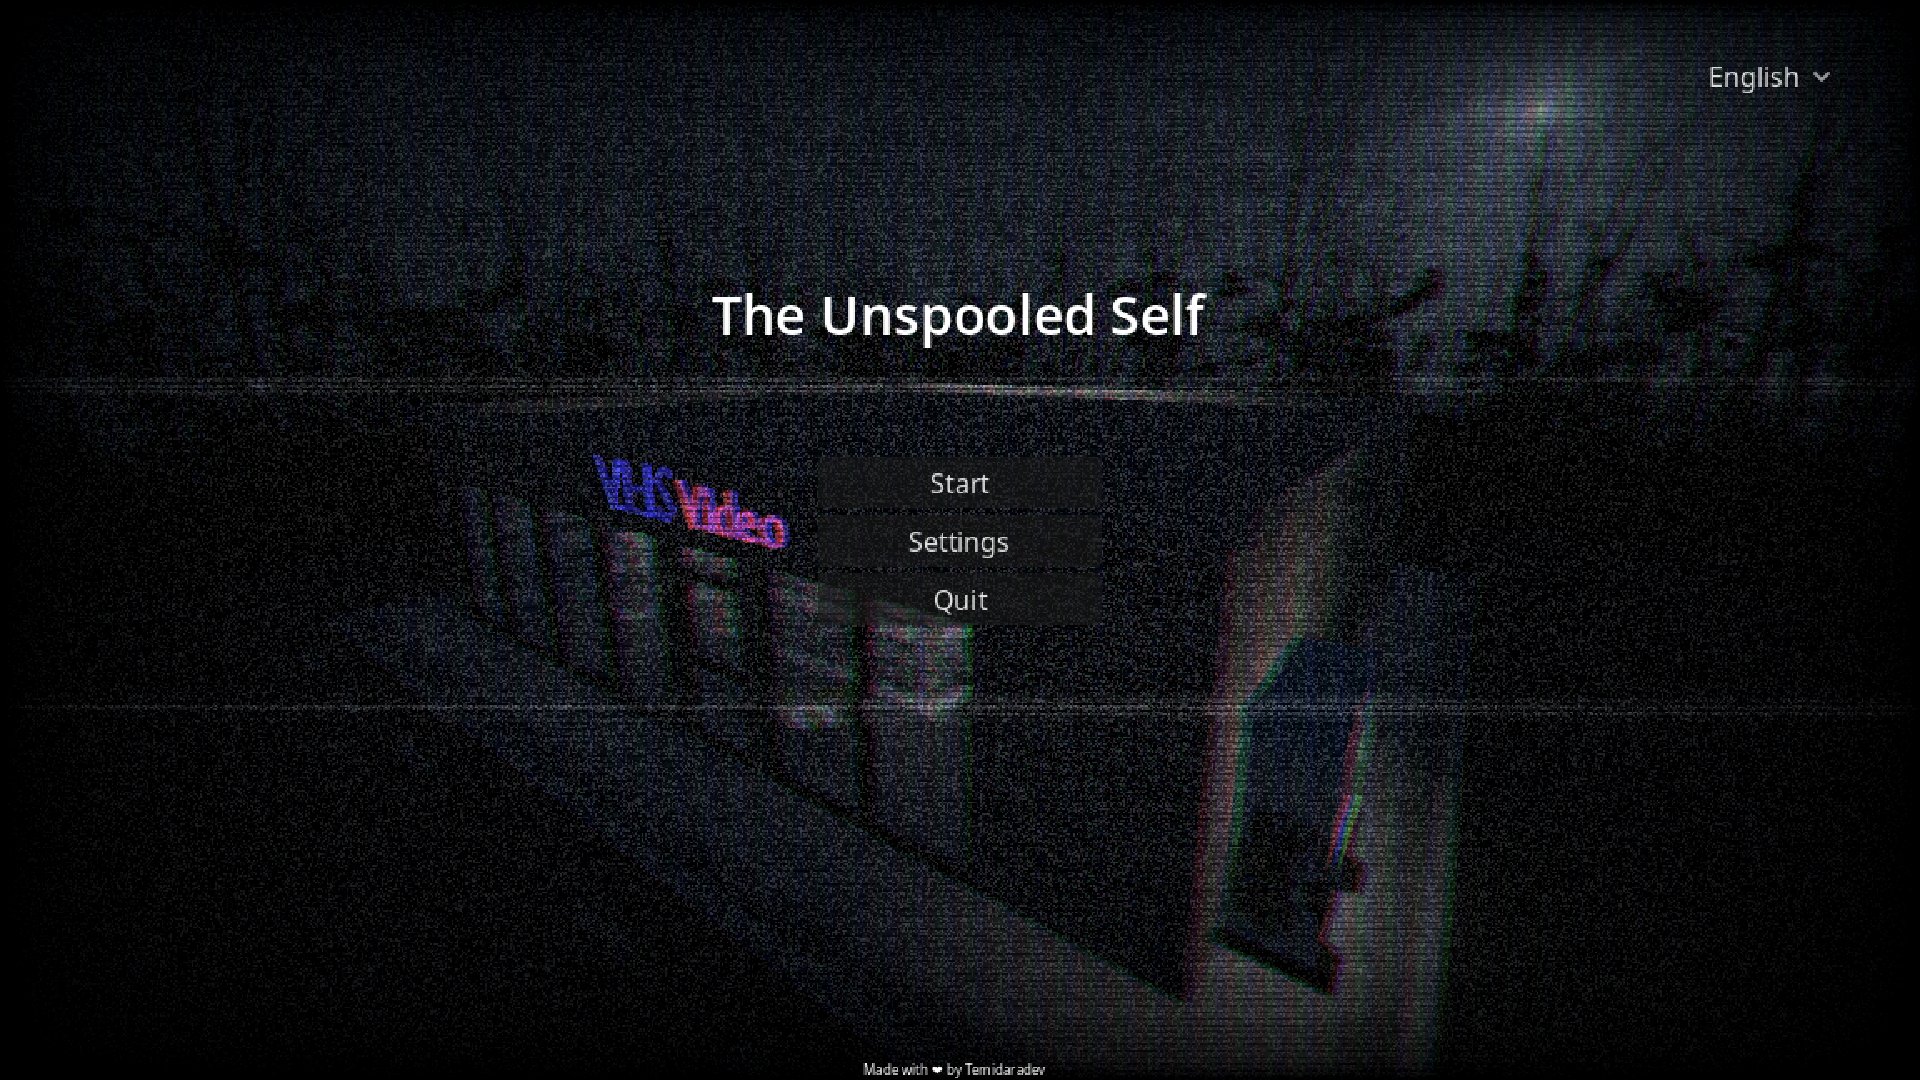 English
The Unspooled Self
VHS Video
Start
Settings
Quit
Made with ❤ by Temidaradev